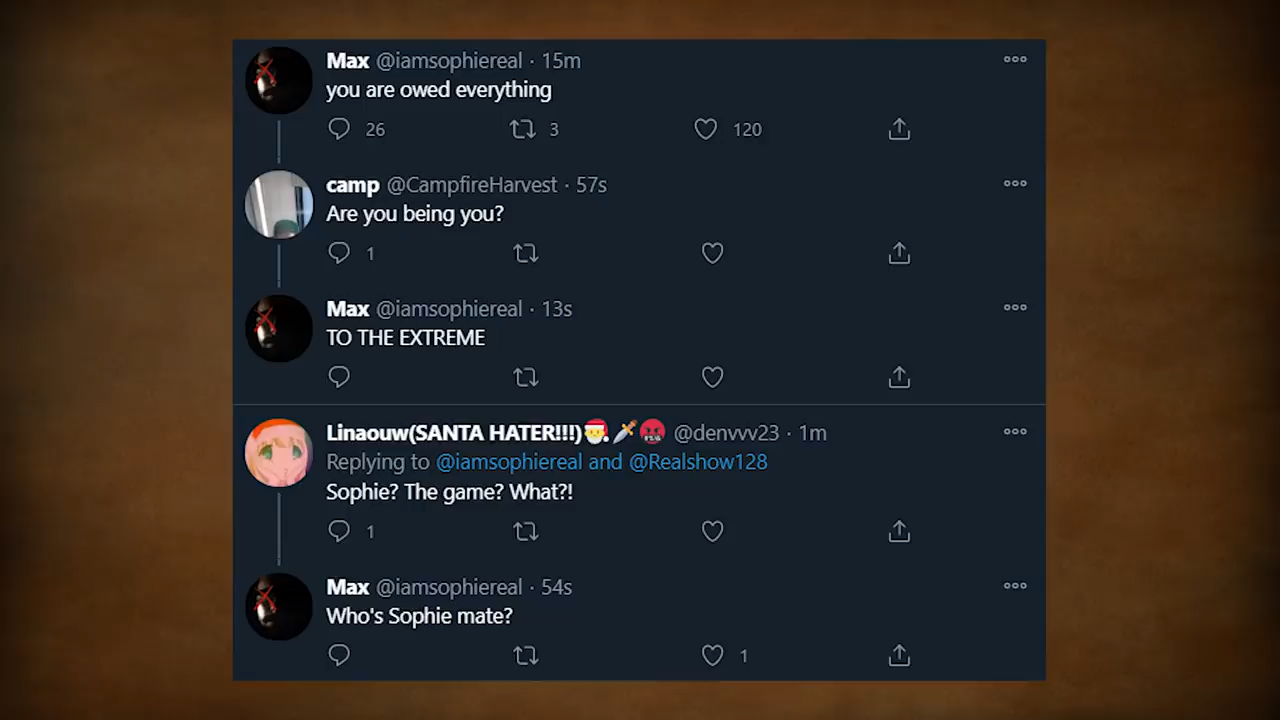 Max @iamsophiereal · 15m
you are owed everything
26 3 120
camp @CampfireHarvest · 57s
Are you being you?
1
Max @iamsophiereal · 13s
TO THE EXTREME
Linaouw(SANTA HATER!!!)🎅🗡️🤬 @denvvv23 · 1m
Replying to @iamsophiereal and @Realshow128
Sophie? The game? What?!
1
Max @iamsophiereal · 54s
Who's Sophie mate?
1